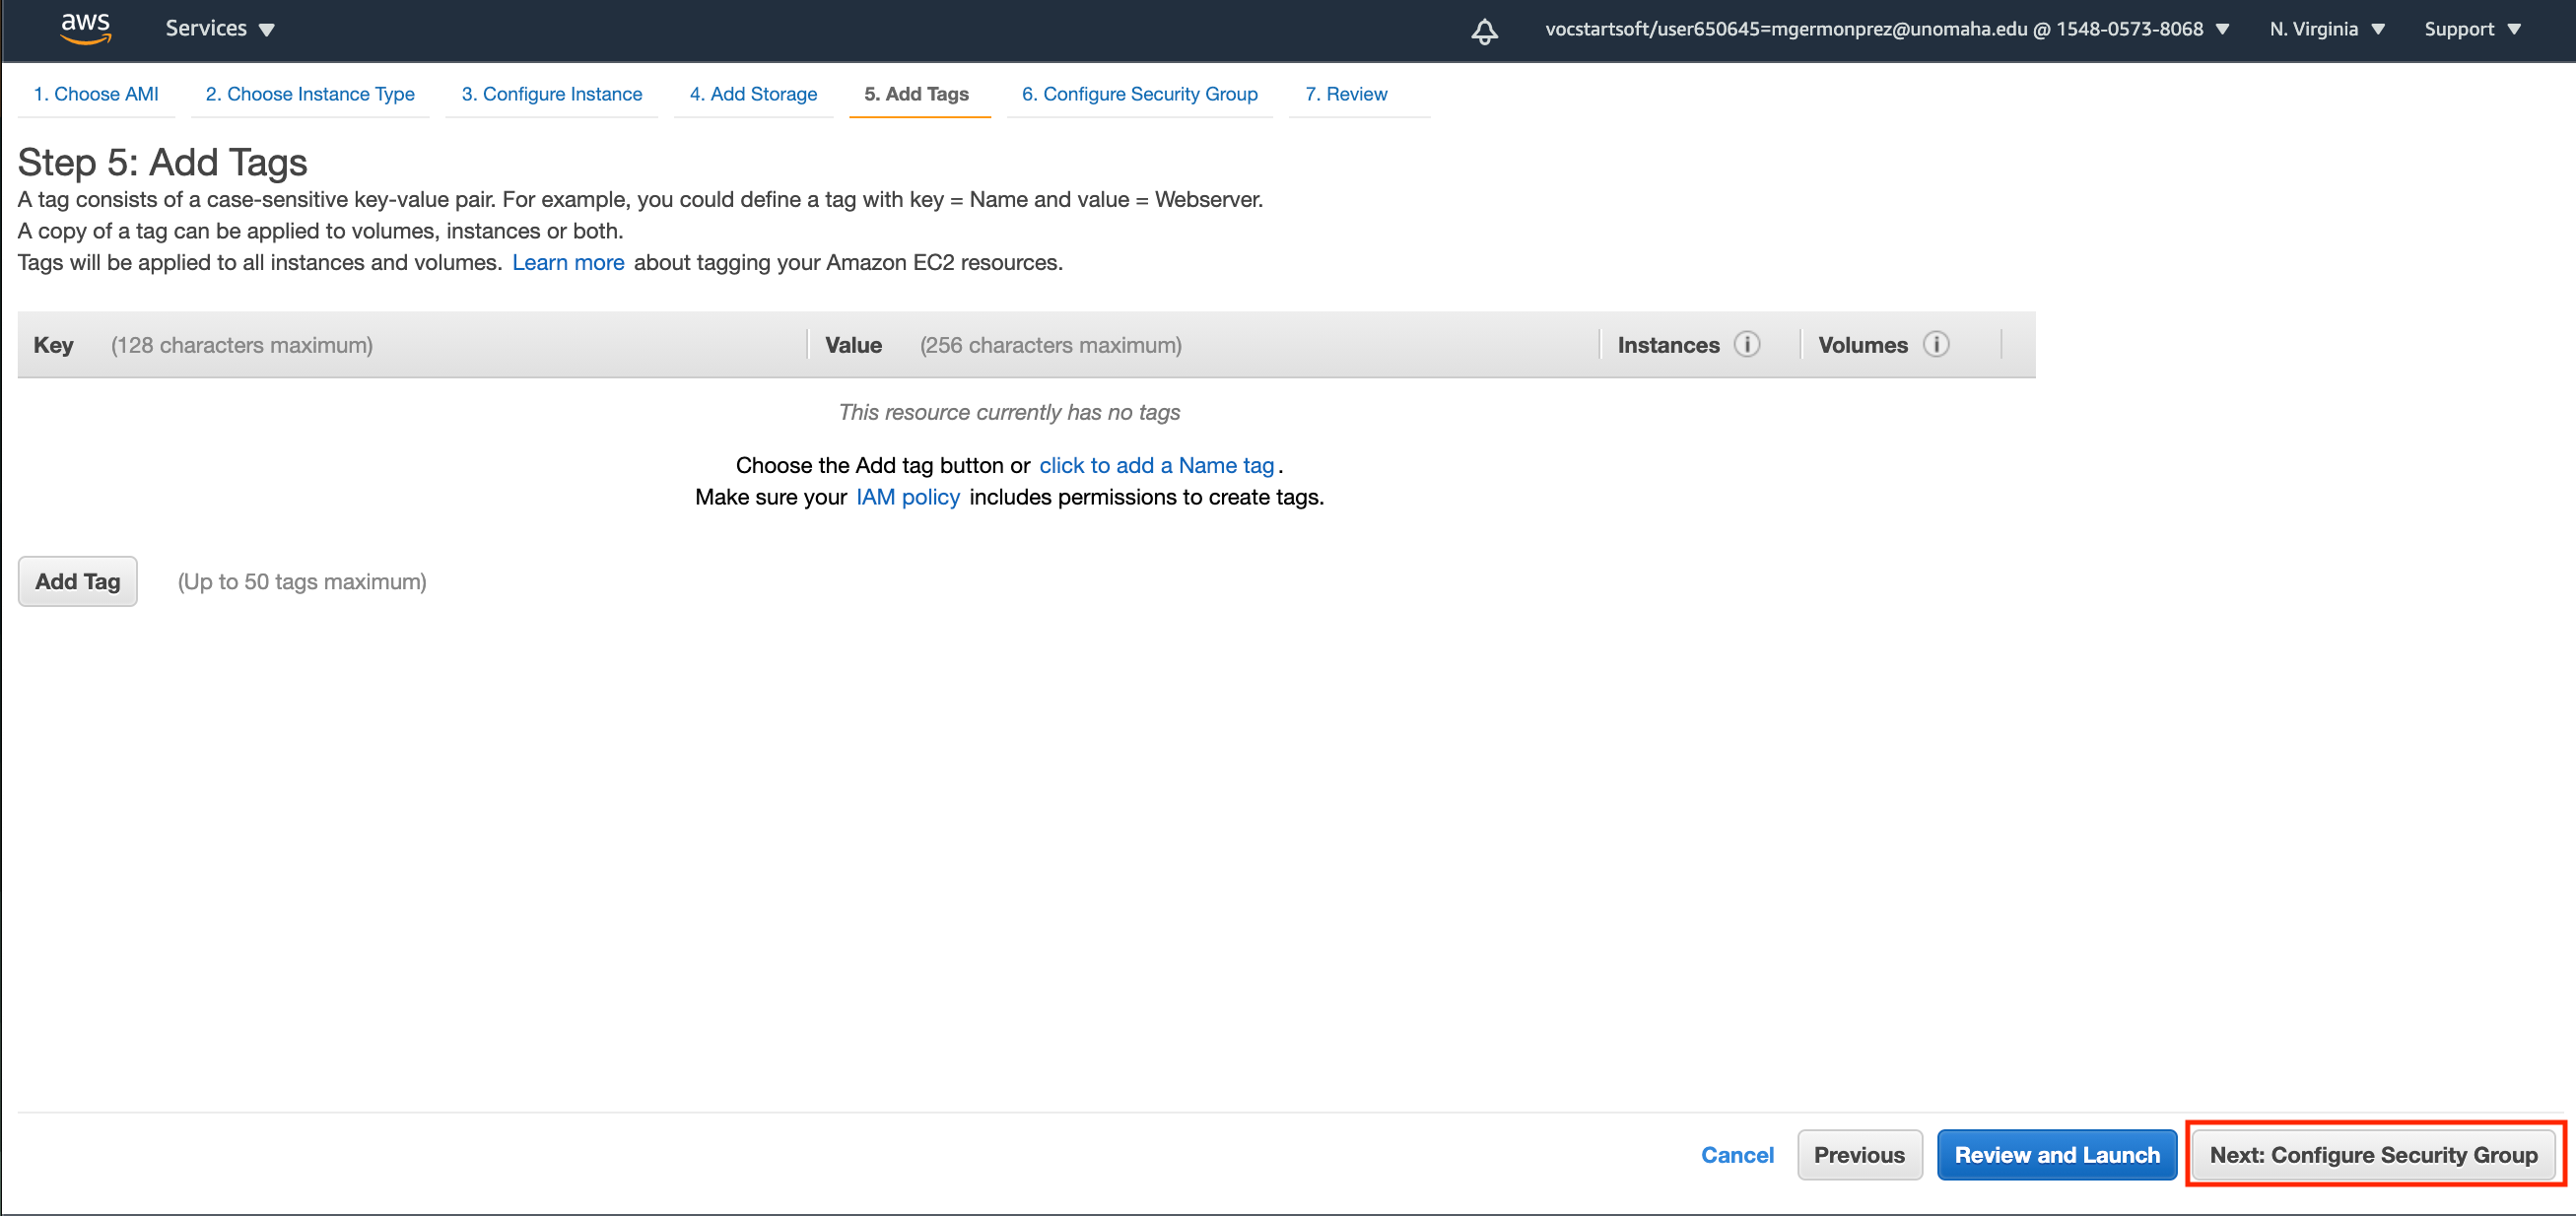 aws Services vocstartsoft/user650645=mgermonprez@unomaha.edu @ 1548-0573-8068 N. Virginia Support
1. Choose AMI 2. Choose Instance Type 3. Configure Instance 4. Add Storage 5. Add Tags 6. Configure Security Group 7. Review
Step 5: Add Tags
A tag consists of a case-sensitive key-value pair. For example, you could define a tag with key = Name and value = Webserver.
A copy of a tag can be applied to volumes, instances or both.
Tags will be applied to all instances and volumes. Learn more about tagging your Amazon EC2 resources.
Key (128 characters maximum) Value (256 characters maximum) Instances i Volumes i
This resource currently has no tags
Choose the Add tag button or click to add a Name tag.
Make sure your IAM policy includes permissions to create tags.
Add Tag (Up to 50 tags maximum)
Cancel Previous Review and Launch Next: Configure Security Group